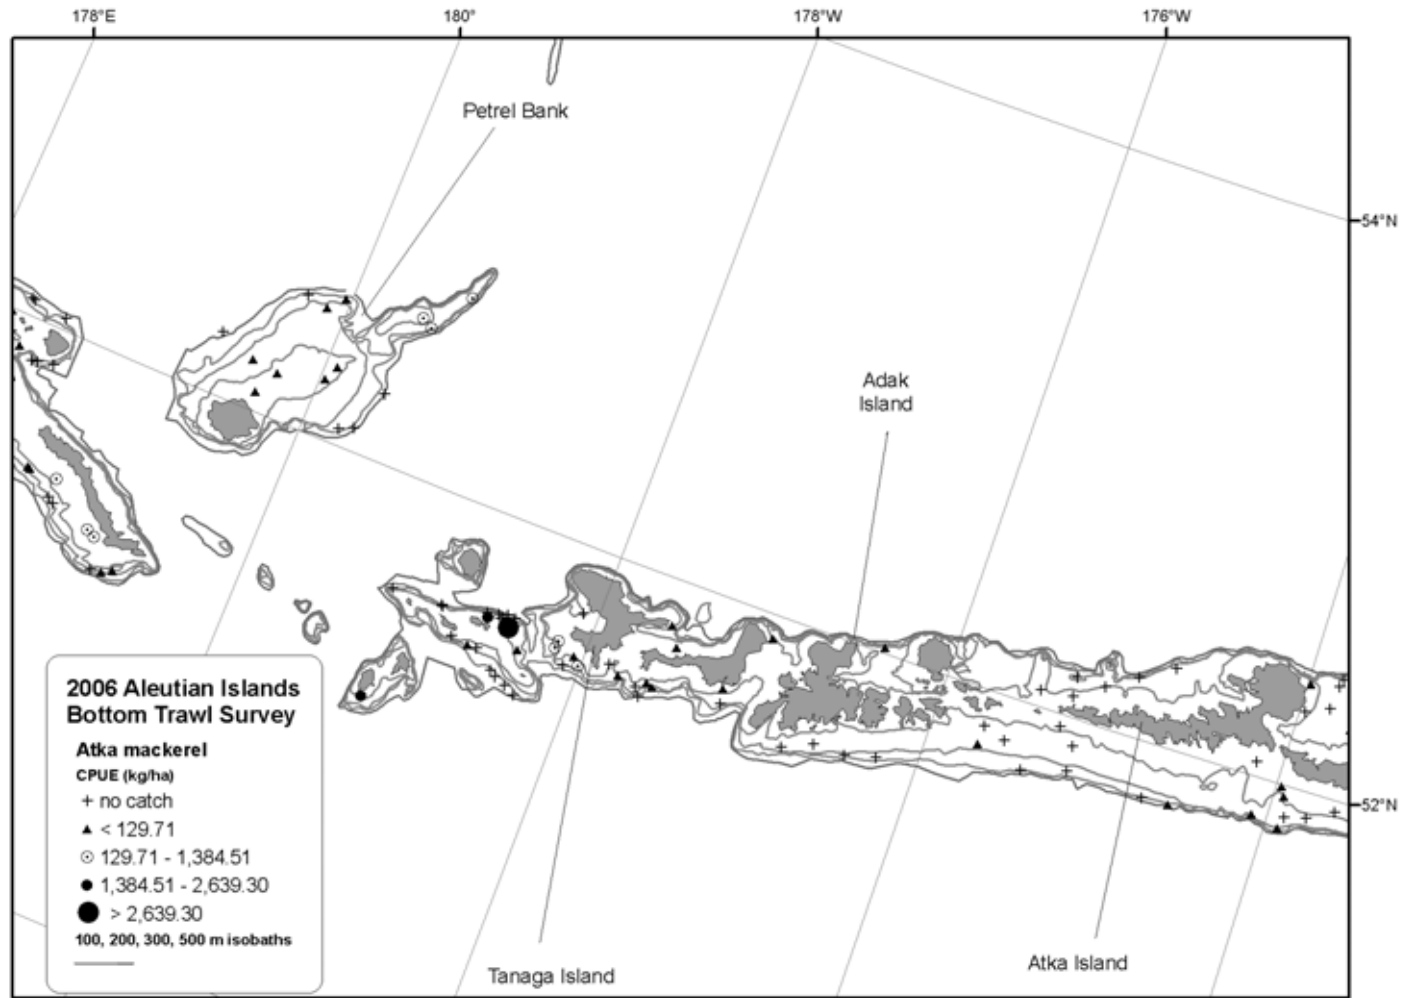 178°E 180° 178°W 176°W
Petrel Bank
54°N
Adak
Island
2006 Aleutian Islands
Bottom Trawl Survey
Atka mackerel
CPUE (kg/ha)
+ no catch
< 129.71
129.71 - 1,384.51
1,384.51 - 2,639.30
> 2,639.30
100, 200, 300, 500 m isobaths
52°N
Tanaga Island
Atka Island